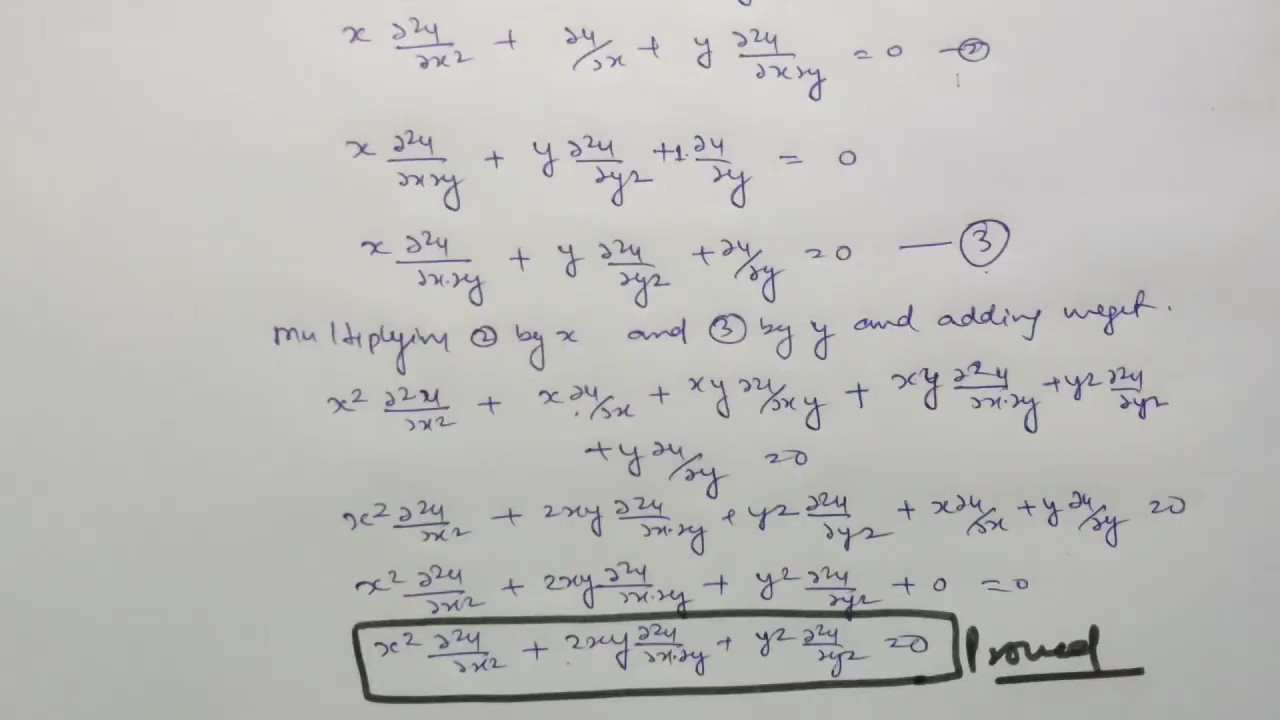 x ∂²u/∂x² + ∂u/∂x + y ∂²u/∂x∂y = 0 — ②
x ∂²u/∂x∂y + y ∂²u/∂y² + 1·∂u/∂y = 0
x ∂²u/∂x·∂y + y ∂²u/∂y² + ∂u/∂y = 0 — ③
Multiplying ② by x and ③ by y and adding we get.
x² ∂²u/∂x² + x ∂u/∂x + xy ∂u/∂xy + xy ∂²u/∂x·∂y + y² ∂²u/∂y²
+ y ∂u/∂y = 0
x² ∂²u/∂x² + 2xy ∂²u/∂x·∂y + y² ∂²u/∂y² + x ∂u/∂x + y ∂u/∂y = 0
x² ∂²u/∂x² + 2xy ∂²u/∂x·∂y + y² ∂²u/∂y² + 0 = 0
x² ∂²u/∂x² + 2xy ∂²u/∂x·∂y + y² ∂²u/∂y² = 0 Proved